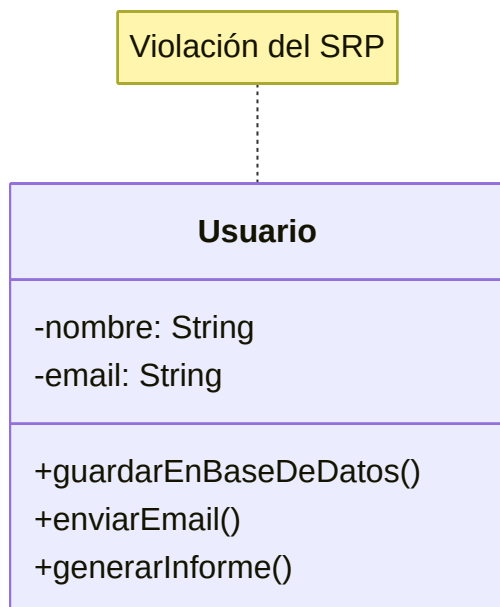 Violación del SRP
Usuario
-nombre: String
-email: String
+guardarEnBaseDeDatos()
+enviarEmail()
+generarInforme()